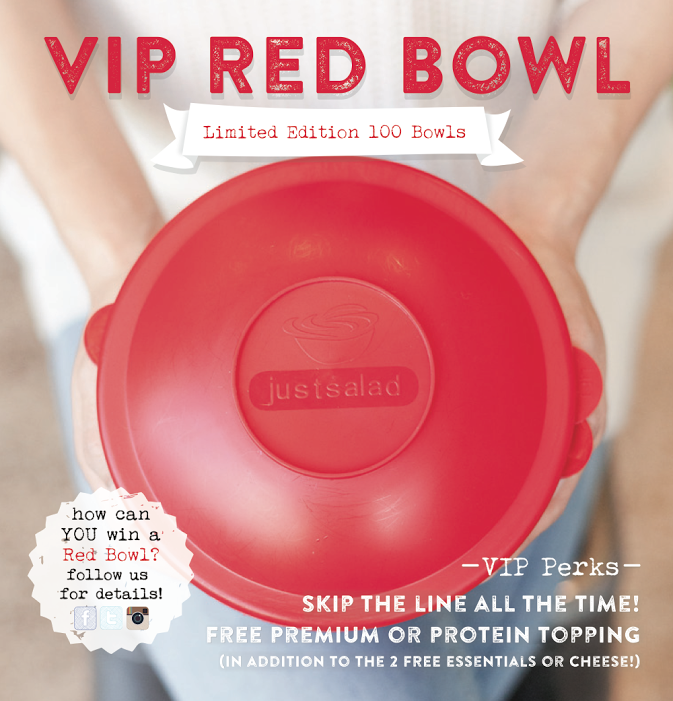 VIP RED BOWL
Limited Edition 100 Bowls
justsalad
how can
YOU win a
Red Bowl?
follow us
for details!
f t
—VIP Perks—
SKIP THE LINE ALL THE TIME!
FREE PREMIUM OR PROTEIN TOPPING
(IN ADDITION TO THE 2 FREE ESSENTIALS OR CHEESE!)